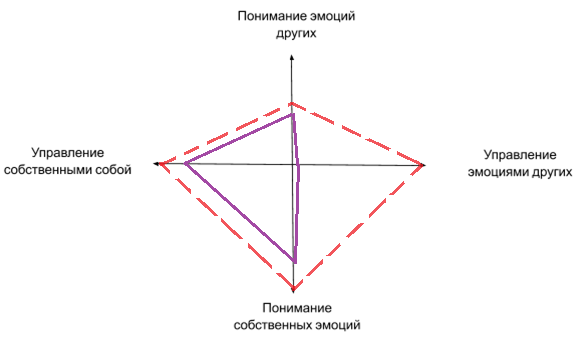 Понимание эмоций
других
Управление
собственными собой
Управление
эмоциями других
Понимание
собственных эмоций